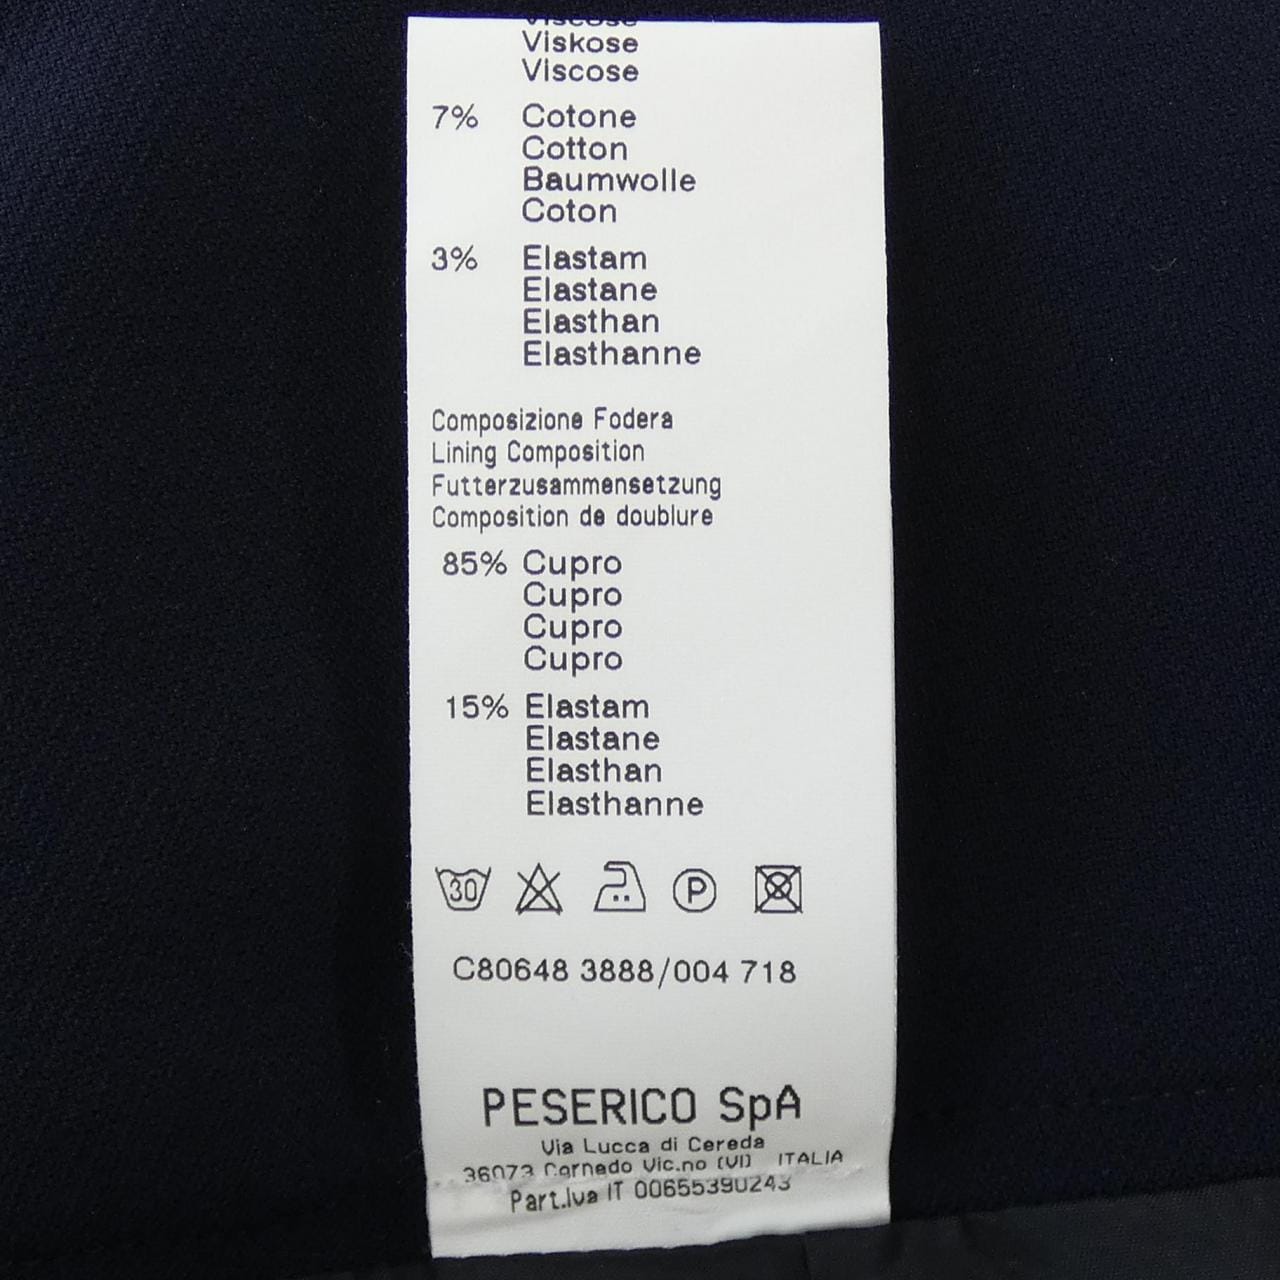 Viscose
Viskose
Viscose
7% Cotone
Cotton
Baumwolle
Coton
3% Elastam
Elastane
Elasthan
Elasthanne
Composizione Fodera
Lining Composition
Futterzusammensetzung
Composition de doublure
85% Cupro
Cupro
Cupro
Cupro
15% Elastam
Elastane
Elasthan
Elasthanne
30 P
C80648 3888/004 718
PESERICO SpA
Via Lucca di Cereda
36073 Cornedo Vic.no (VI) ITALIA
Part.Iva IT 00655390243